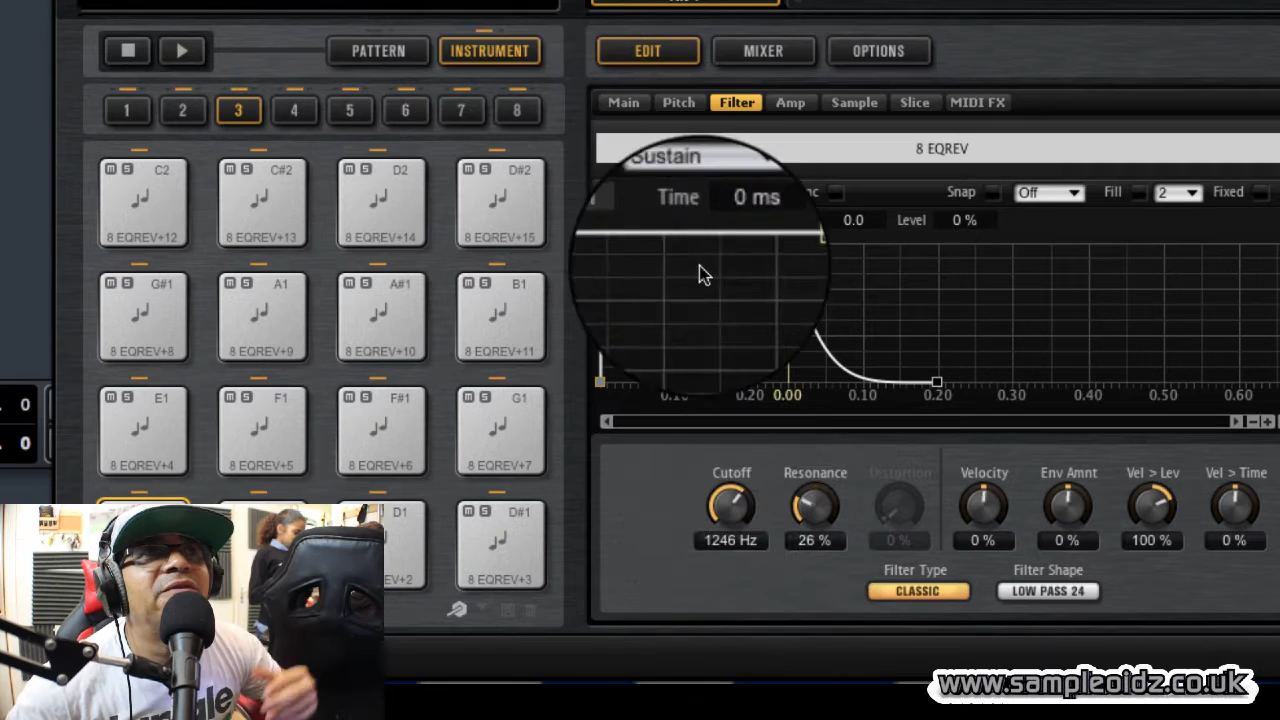 PATTERN INSTRUMENT EDIT MIXER OPTIONS
1 2 3 4 5 6 7 8
Main Pitch Filter Amp Sample Slice MIDI FX
8 EQREV
Sustain
Time 0 ms
Snap Off Fill 2 Fixed
0.0 Level 0 %
M S C2 M S C#2 M S D2 M S D#2
8 EQREV+12 8 EQREV+13 8 EQREV+14 8 EQREV+15
M S G#1 M S A1 M S A#1 M S B1
8 EQREV+8 8 EQREV+9 8 EQREV+10 8 EQREV+11
M S E1 M S F1 M S F#1 M S G1
8 EQREV+4 8 EQREV+5 8 EQREV+6 8 EQREV+7
D1 M S D#1
8 EQREV+3
0
0
0.20 0.00 0.10 0.20 0.30 0.40 0.50 0.60
Cutoff Resonance Distortion Velocity Env Amnt Vel > Lev Vel > Time
1246 Hz 26 % 0 % 0 % 0 % 100 % 0 %
Filter Type Filter Shape
CLASSIC LOW PASS 24
www.sampleoidz.co.uk